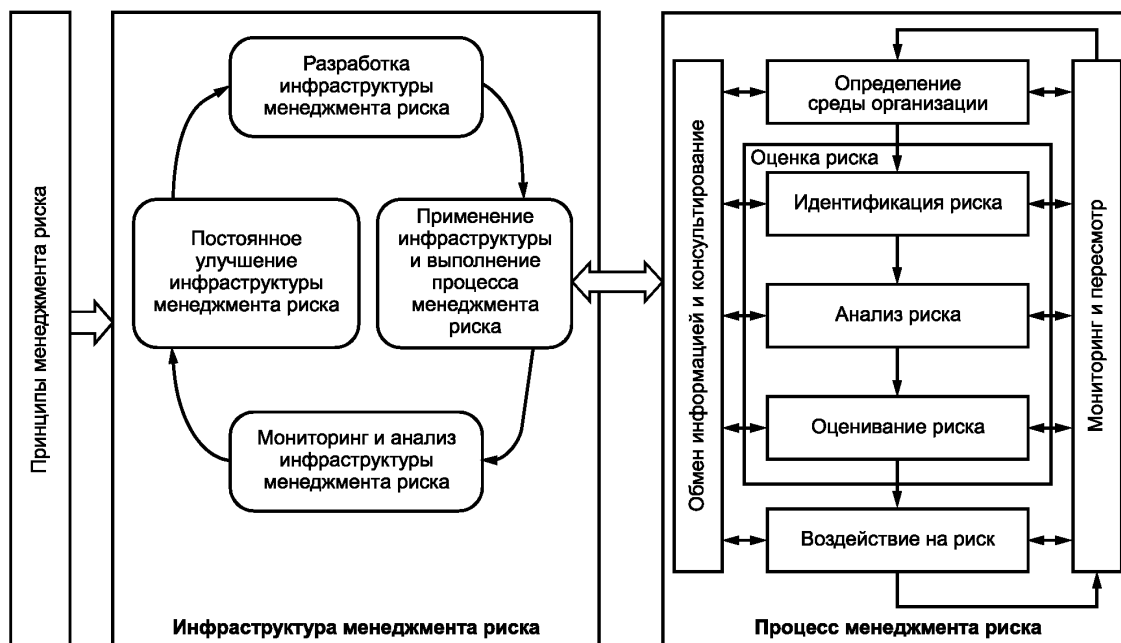 Принципы менеджмента риска
Разработка
инфраструктуры
менеджмента риска
Постоянное
улучшение
инфраструктуры
менеджмента риска
Применение
инфраструктуры
и выполнение
процесса
менеджмента
риска
Мониторинг и анализ
инфраструктуры
менеджмента риска
Инфраструктура менеджмента риска
Обмен информацией и консультирование
Определение
среды организации
Оценка риска
Идентификация риска
Анализ риска
Оценивание риска
Воздействие на риск
Мониторинг и пересмотр
Процесс менеджмента риска